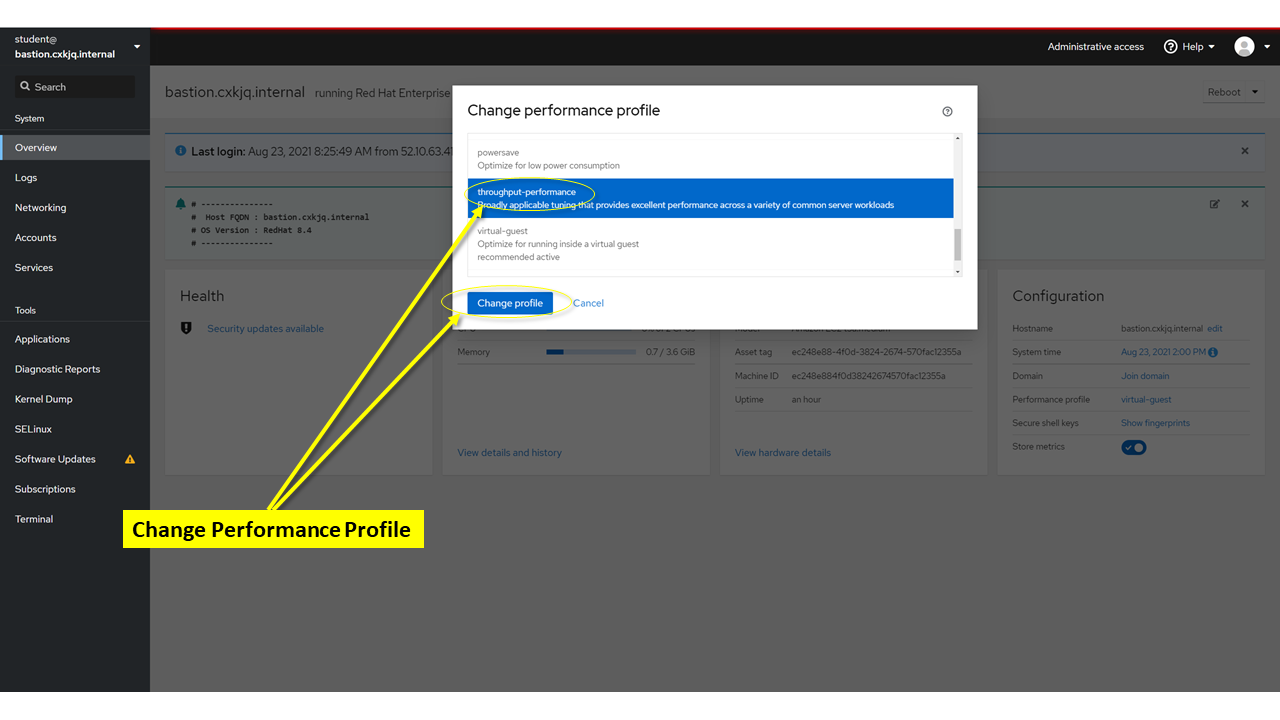 student@
bastion.cxkjq.internal
Administrative access
Help
Search
bastion.cxkjq.internal running Red Hat Enterprise
Reboot
System
Overview
Logs
Networking
Accounts
Services
Tools
Applications
Diagnostic Reports
Kernel Dump
SELinux
Software Updates
Subscriptions
Terminal
Last login: Aug 23, 2021 8:25:49 AM from 52.10.63.41
# ---------------
# Host FQDN : bastion.cxkjq.internal
# OS Version : RedHat 8.4
# ---------------
Change performance profile
powersave
Optimize for low power consumption
throughput-performance
Broadly applicable tuning that provides excellent performance across a variety of common server workloads
virtual-guest
Optimize for running inside a virtual guest
recommended active
Change profile
Cancel
Health
Security updates available
Memory
0.7 / 3.6 GiB
View details and history
Asset tag ec248e88-4f0d-3824-2674-570fac12355a
Machine ID ec248e884f0d38242674570fac12355a
Uptime an hour
View hardware details
Configuration
Hostname bastion.cxkjq.internal edit
System time Aug 23, 2021 2:00 PM
Domain Join domain
Performance profile virtual-guest
Secure shell keys Show fingerprints
Store metrics
Change Performance Profile